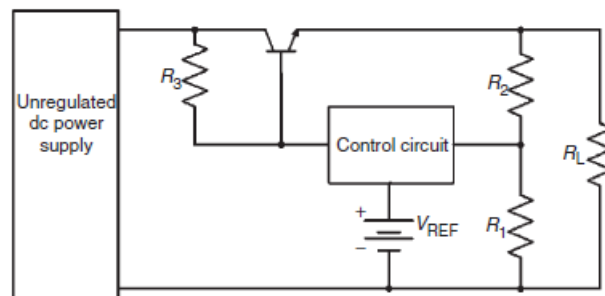 Unregulated
dc power
supply
R3
R2
Control circuit
RL
+
VREF
−
R1